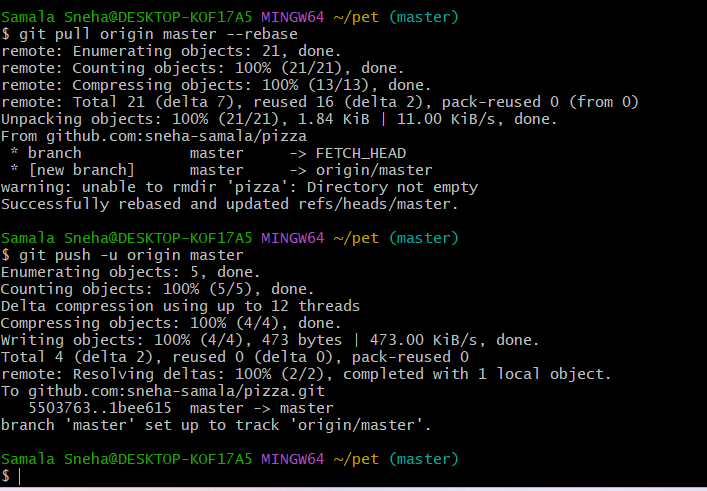 Samala Sneha@DESKTOP-KOF17A5 MINGW64 ~/pet (master)
$ git pull origin master --rebase
remote: Enumerating objects: 21, done.
remote: Counting objects: 100% (21/21), done.
remote: Compressing objects: 100% (13/13), done.
remote: Total 21 (delta 7), reused 16 (delta 2), pack-reused 0 (from 0)
Unpacking objects: 100% (21/21), 1.84 KiB | 11.00 KiB/s, done.
From github.com:sneha-samala/pizza
 * branch            master     -> FETCH_HEAD
 * [new branch]      master     -> origin/master
warning: unable to rmdir 'pizza': Directory not empty
Successfully rebased and updated refs/heads/master.
Samala Sneha@DESKTOP-KOF17A5 MINGW64 ~/pet (master)
$ git push -u origin master
Enumerating objects: 5, done.
Counting objects: 100% (5/5), done.
Delta compression using up to 12 threads
Compressing objects: 100% (4/4), done.
Writing objects: 100% (4/4), 473 bytes | 473.00 KiB/s, done.
Total 4 (delta 2), reused 0 (delta 0), pack-reused 0
remote: Resolving deltas: 100% (2/2), completed with 1 local object.
To github.com:sneha-samala/pizza.git
   5503763..1bee615  master -> master
branch 'master' set up to track 'origin/master'.
Samala Sneha@DESKTOP-KOF17A5 MINGW64 ~/pet (master)
$